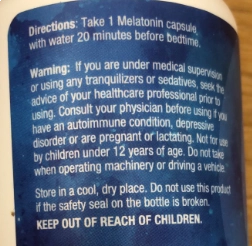 Directions: Take 1 Melatonin capsule
with water 20 minutes before bedtime.
Warning: If you are under medical supervision
or using any tranquilizers or sedatives, seek the
advice of your healthcare professional prior to
using. Consult your physician before using if you
have an autoimmune condition, depressive
disorder or are pregnant or lactating. Not for use
by children under 12 years of age. Do not take
when operating machinery or driving a vehicle.
Store in a cool, dry place. Do not use this product
if the safety seal on the bottle is broken.
KEEP OUT OF REACH OF CHILDREN.